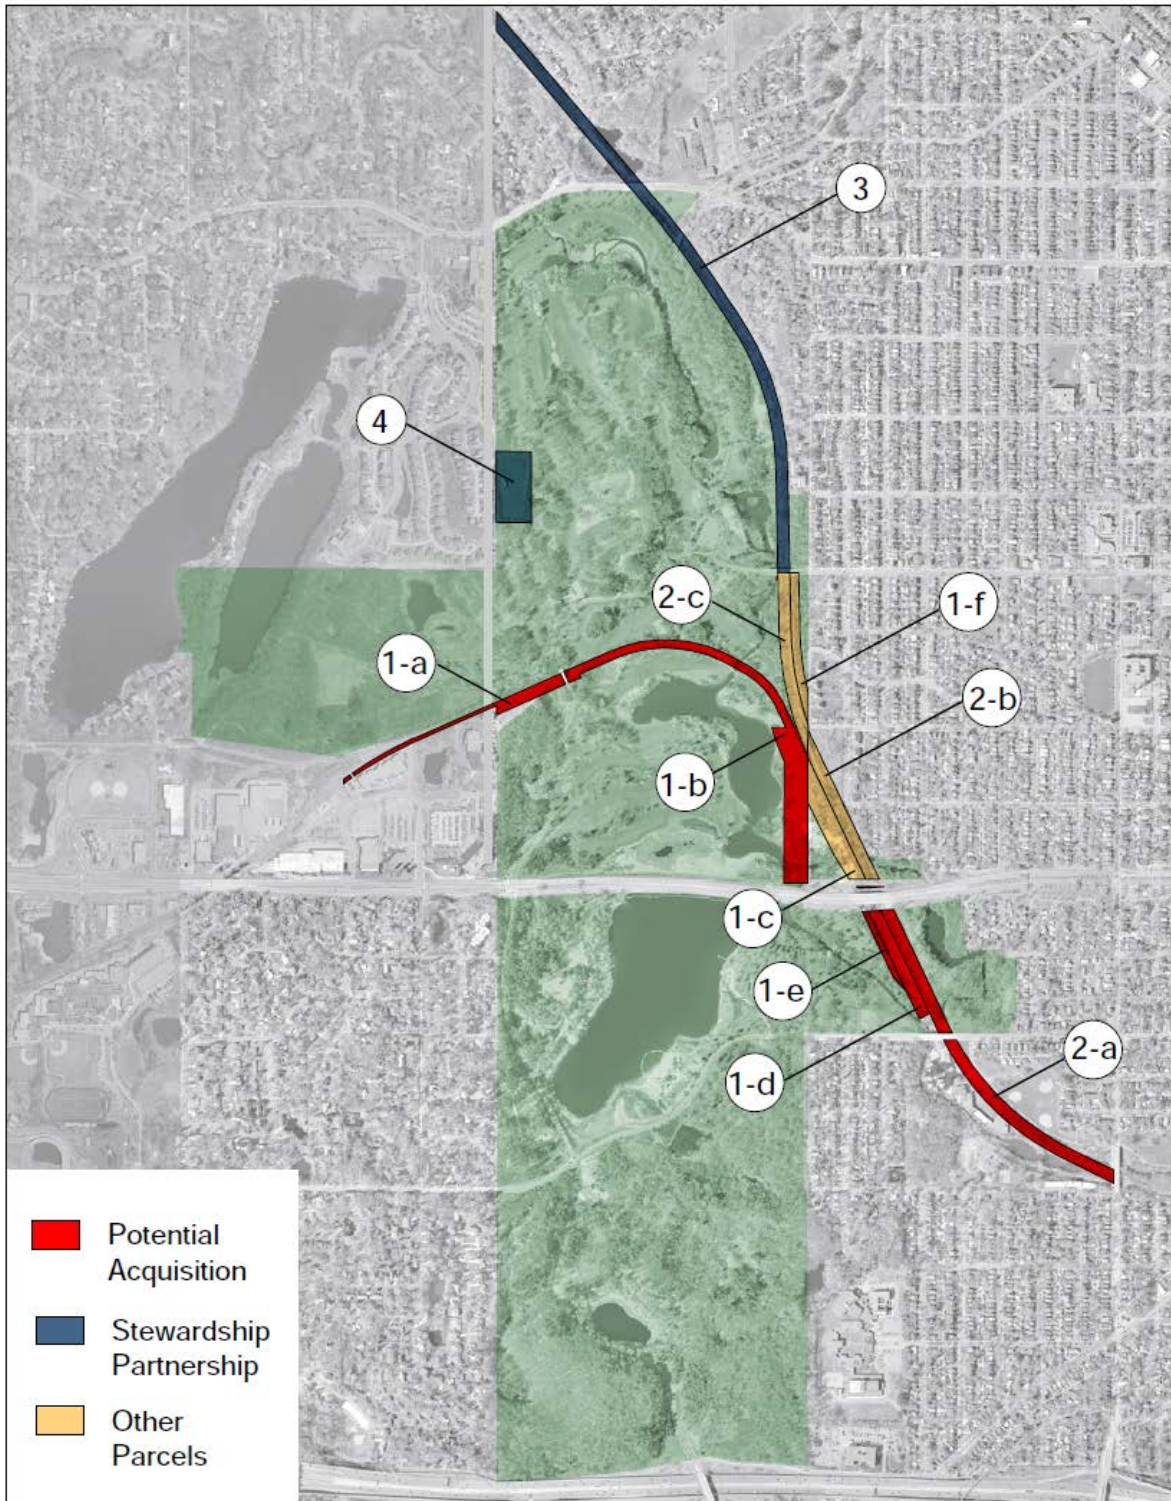 3
4
2-c
1-f
1-a
2-b
1-b
1-c
1-e
2-a
1-d
Potential
Acquisition
Stewardship
Partnership
Other
Parcels